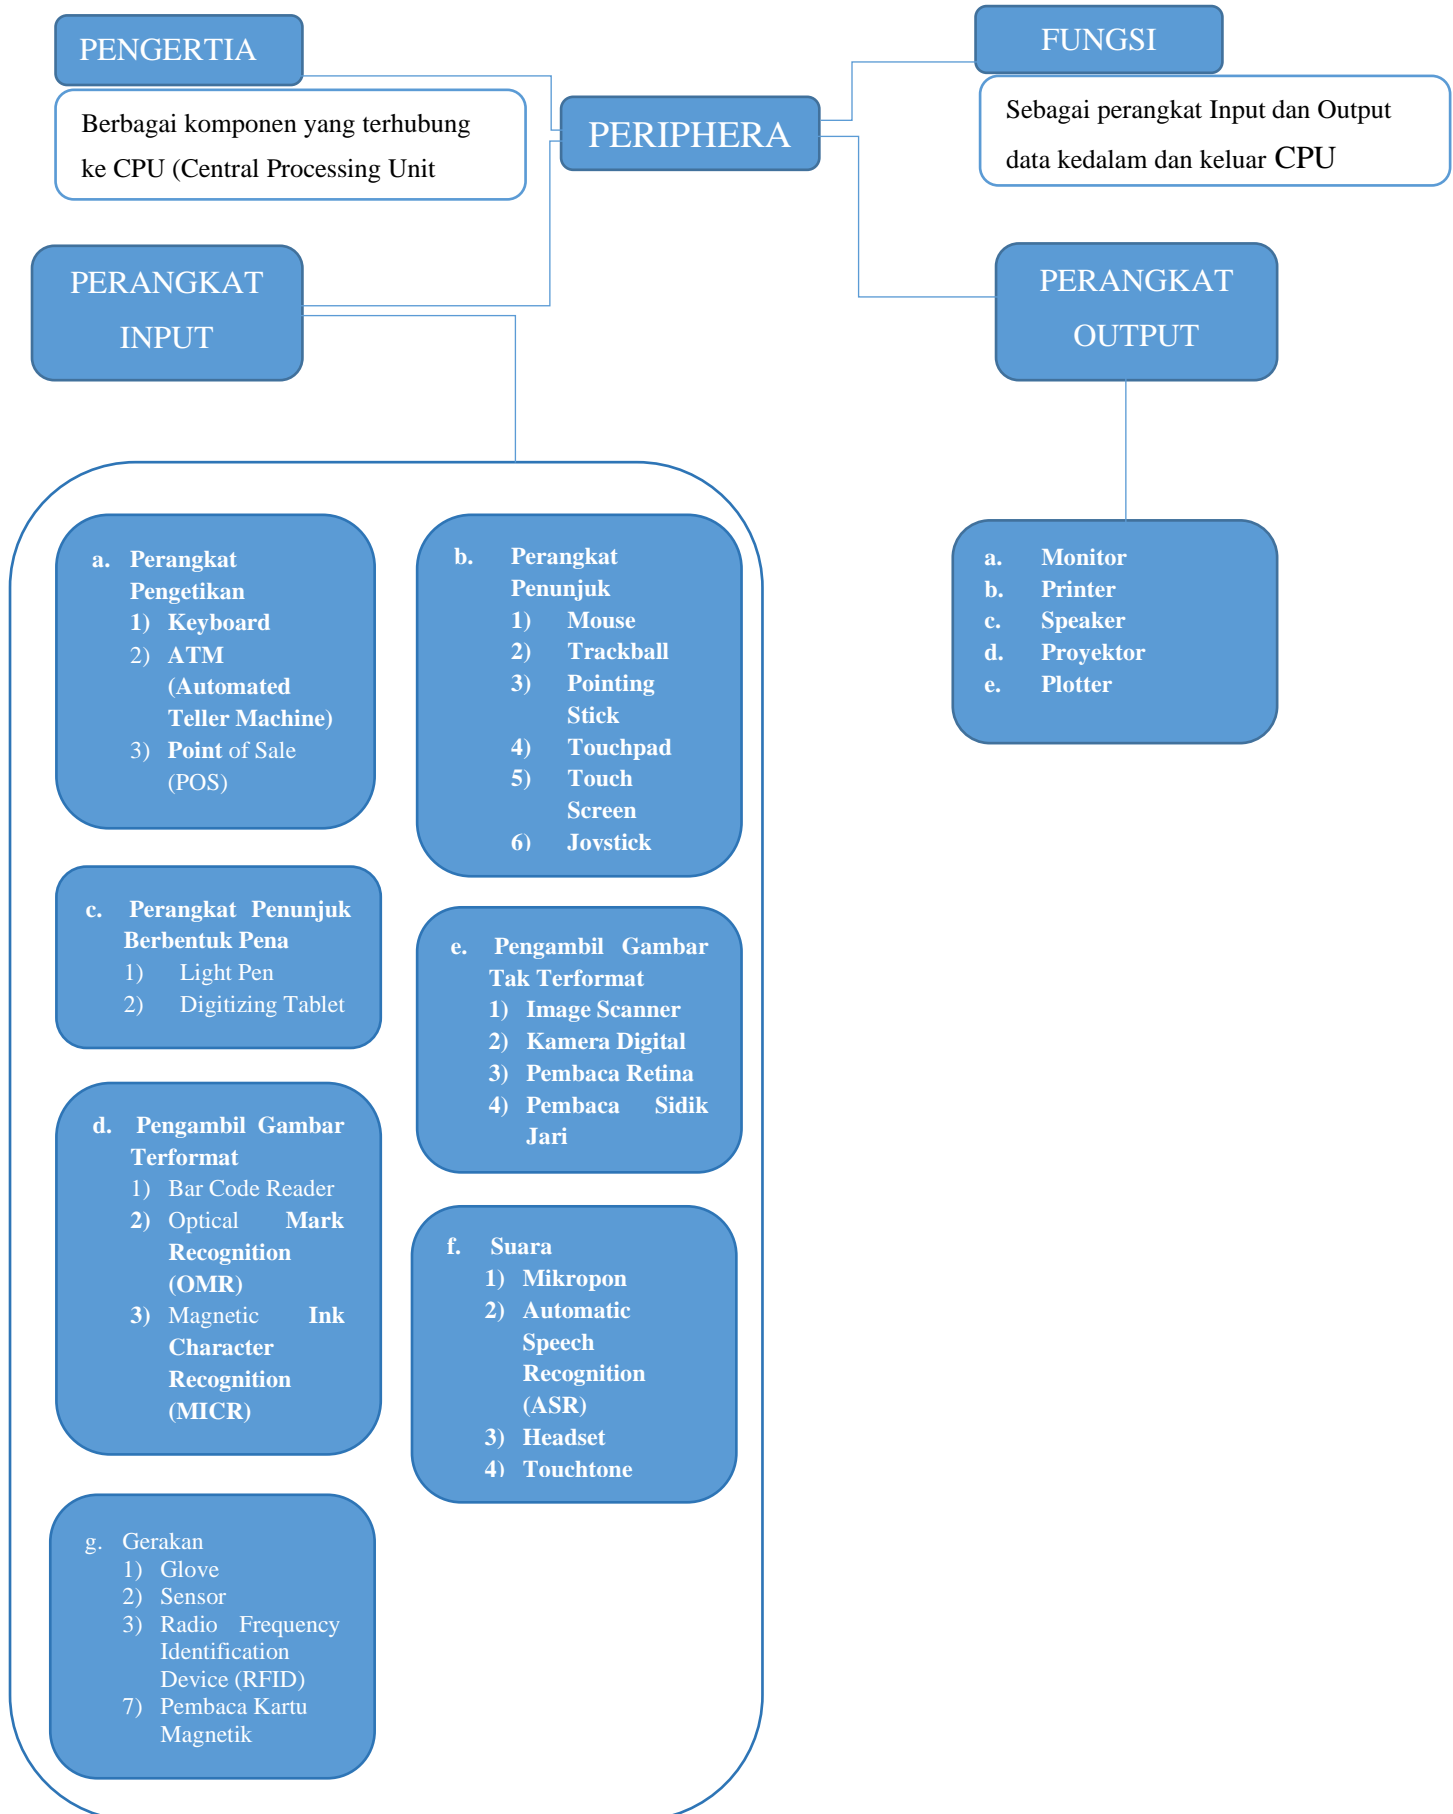 PENGERTIA
Berbagai komponen yang terhubung
ke CPU (Central Processing Unit
PERIPHERA
FUNGSI
Sebagai perangkat Input dan Output
data kedalam dan keluar CPU
PERANGKAT
INPUT
PERANGKAT
OUTPUT
a. Perangkat
Pengetikan
1) Keyboard
2) ATM
(Automated
Teller Machine)
3) Point of Sale
(POS)
b. Perangkat
Penunjuk
1) Mouse
2) Trackball
3) Pointing
Stick
4) Touchpad
5) Touch
Screen
6) Joystick
c. Perangkat Penunjuk
Berbentuk Pena
1) Light Pen
2) Digitizing Tablet
d. Pengambil Gambar
Terformat
1) Bar Code Reader
2) Optical Mark
Recognition
(OMR)
3) Magnetic Ink
Character
Recognition
(MICR)
e. Pengambil Gambar
Tak Terformat
1) Image Scanner
2) Kamera Digital
3) Pembaca Retina
4) Pembaca Sidik
Jari
f. Suara
1) Mikropon
2) Automatic
Speech
Recognition
(ASR)
3) Headset
4) Touchtone
g. Gerakan
1) Glove
2) Sensor
3) Radio Frequency
Identification
Device (RFID)
7) Pembaca Kartu
Magnetik
a. Monitor
b. Printer
c. Speaker
d. Proyektor
e. Plotter